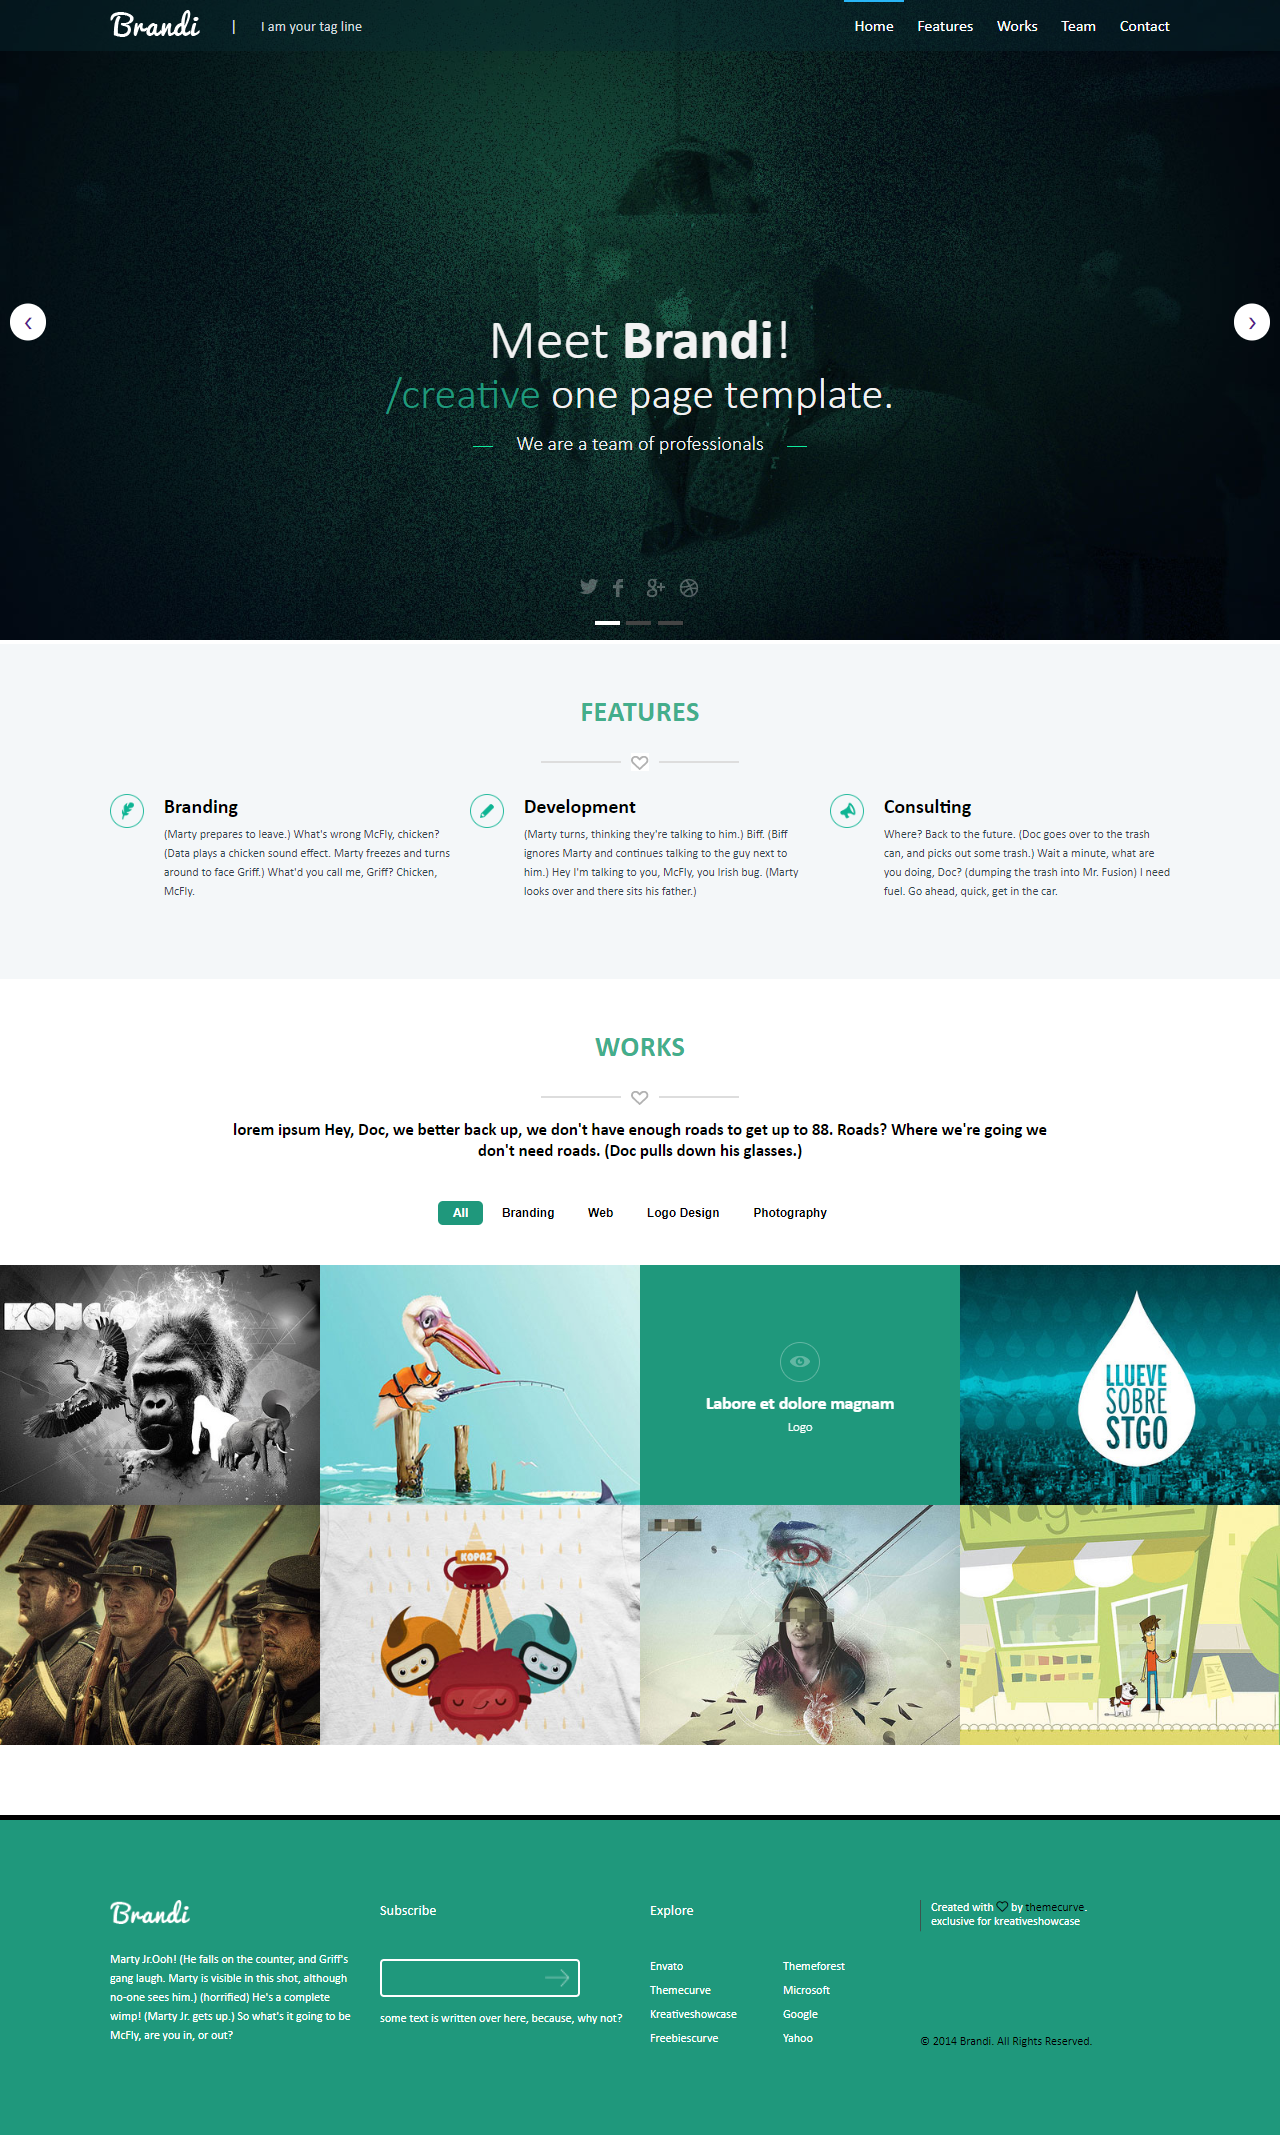 Brandi
|
I am your tag line
Home
Features
Works
Team
Contact
‹
›
Meet Brandi!
/creative one page template.
We are a team of professionals
FEATURES
Branding
(Marty prepares to leave.) What's wrong McFly, chicken?
(Data plays a chicken sound effect. Marty freezes and turns
around to face Griff.) What'd you call me, Griff? Chicken,
McFly.
Development
(Marty turns, thinking they're talking to him.) Biff. (Biff
ignores Marty and continues talking to the guy next to
him.) Hey I'm talking to you, McFly, you Irish bug. (Marty
looks over and there sits his father.)
Consulting
Where? Back to the future. (Doc goes over to the trash
can, and picks out some trash.) Wait a minute, what are
you doing, Doc? (dumping the trash into Mr. Fusion) I need
fuel. Go ahead, quick, get in the car.
WORKS
lorem ipsum Hey, Doc, we better back up, we don't have enough roads to get up to 88. Roads? Where we're going we
don't need roads. (Doc pulls down his glasses.)
All
Branding
Web
Logo Design
Photography
KONGO
Labore et dolore magnam
Logo
LLUEVE
SOBRE
STGO
KOPAZ
Brandi
Marty Jr.Ooh! (He falls on the counter, and Griff's
gang laugh. Marty is visible in this shot, although
no-one sees him.) (horrified) He's a complete
wimp! (Marty Jr. gets up.) So what's it going to be
McFly, are you in, or out?
Subscribe
some text is written over here, because, why not?
Explore
Envato
Themecurve
Kreativeshowcase
Freebiescurve
Themeforest
Microsoft
Google
Yahoo
Created with ♡ by themecurve.
exclusive for kreativeshowcase
© 2014 Brandi. All Rights Reserved.